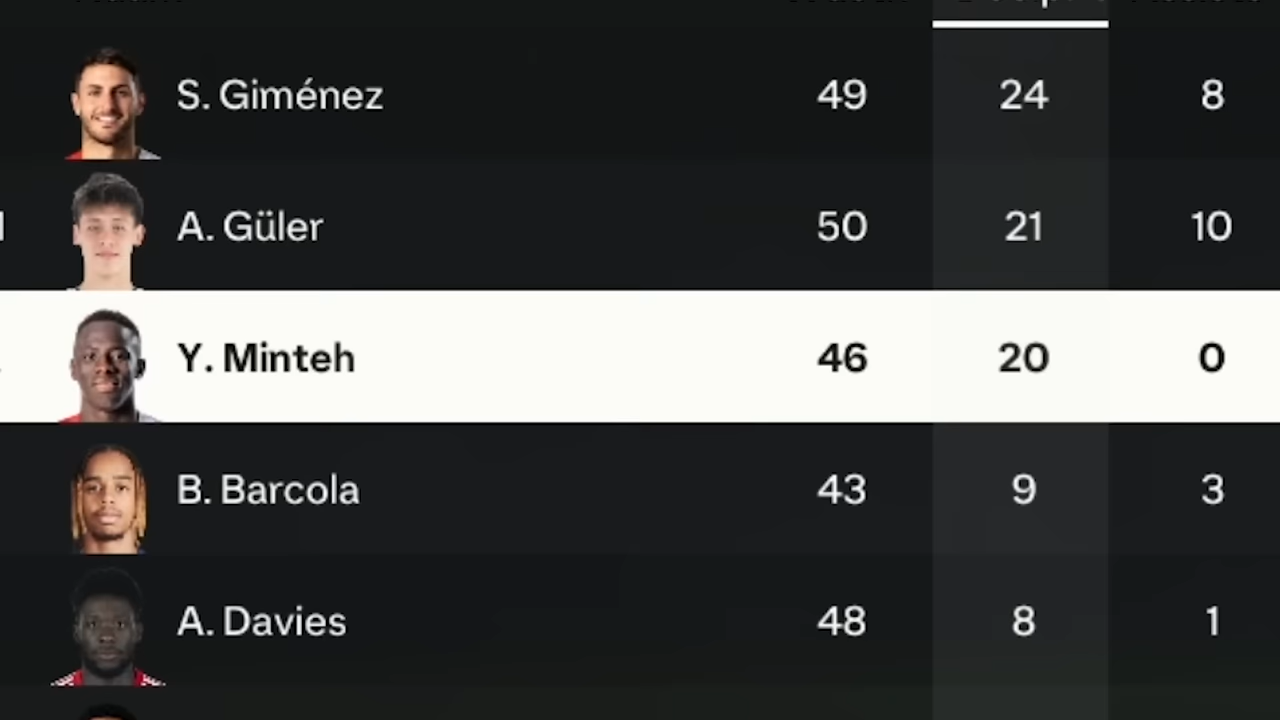 S. Giménez 49 24 8
A. Güler 50 21 10
Y. Minteh 46 20 0
B. Barcola 43 9 3
A. Davies 48 8 1